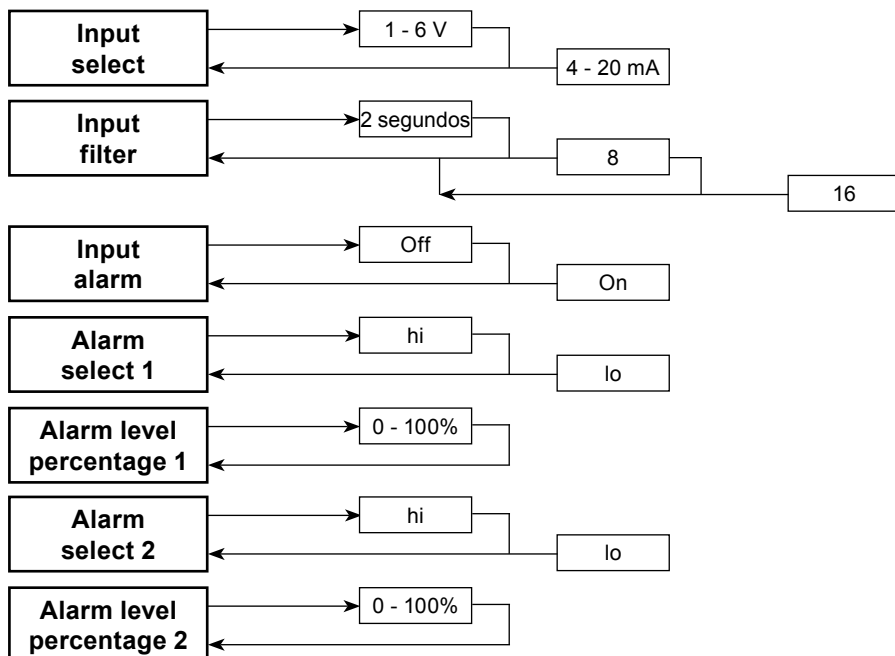 Input
select
1 - 6 V
4 - 20 mA
Input
filter
2 segundos
8
16
Input
alarm
Off
On
Alarm
select 1
hi
lo
Alarm level
percentage 1
0 - 100%
Alarm
select 2
hi
lo
Alarm level
percentage 2
0 - 100%